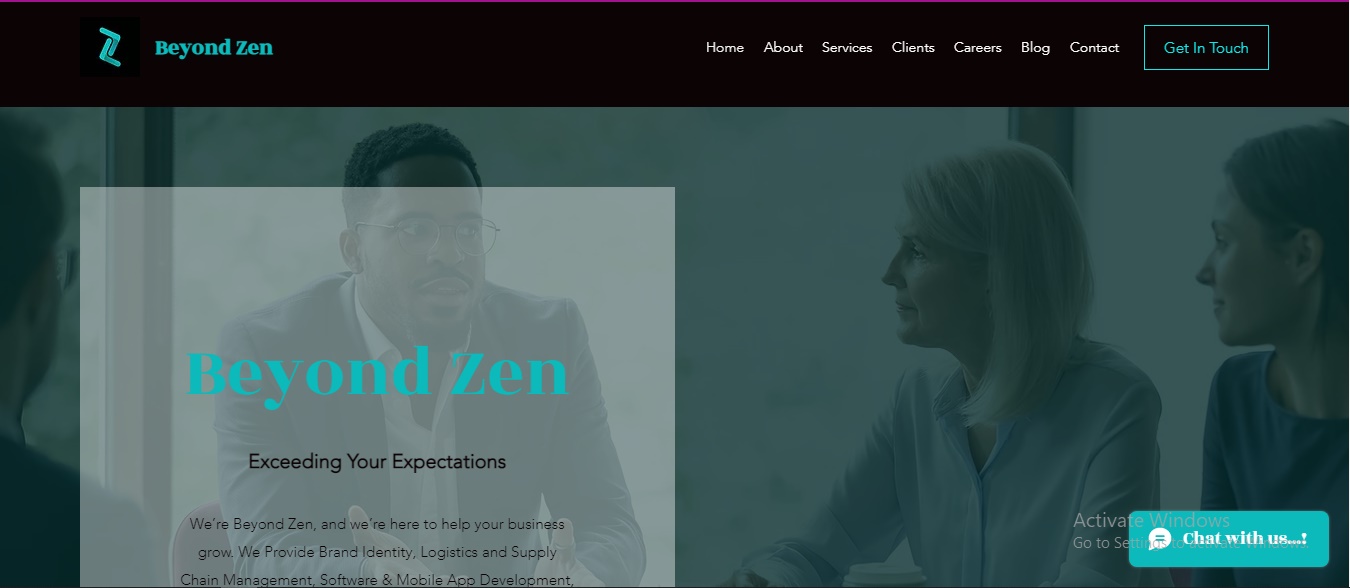 Beyond Zen
Home About Services Clients Careers Blog Contact Get In Touch
Beyond Zen
Exceeding Your Expectations
We're Beyond Zen, and we're here to help your business
grow. We Provide Brand Identity, Logistics and Supply
Chain Management, Software & Mobile App Development,
Activate Windows
Go to Settings to activate Windows.
Chat with us....!